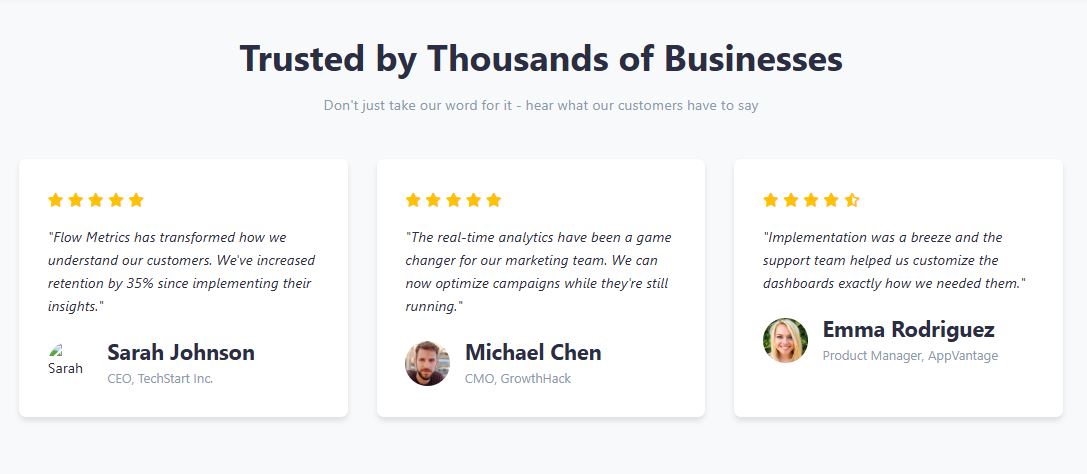 Trusted by Thousands of Businesses
Don't just take our word for it - hear what our customers have to say
"Flow Metrics has transformed how we
understand our customers. We've increased
retention by 35% since implementing their
insights."
Sarah
Sarah Johnson
CEO, TechStart Inc.
"The real-time analytics have been a game
changer for our marketing team. We can
now optimize campaigns while they're still
running."
Michael Chen
CMO, GrowthHack
"Implementation was a breeze and the
support team helped us customize the
dashboards exactly how we needed them."
Emma Rodriguez
Product Manager, AppVantage